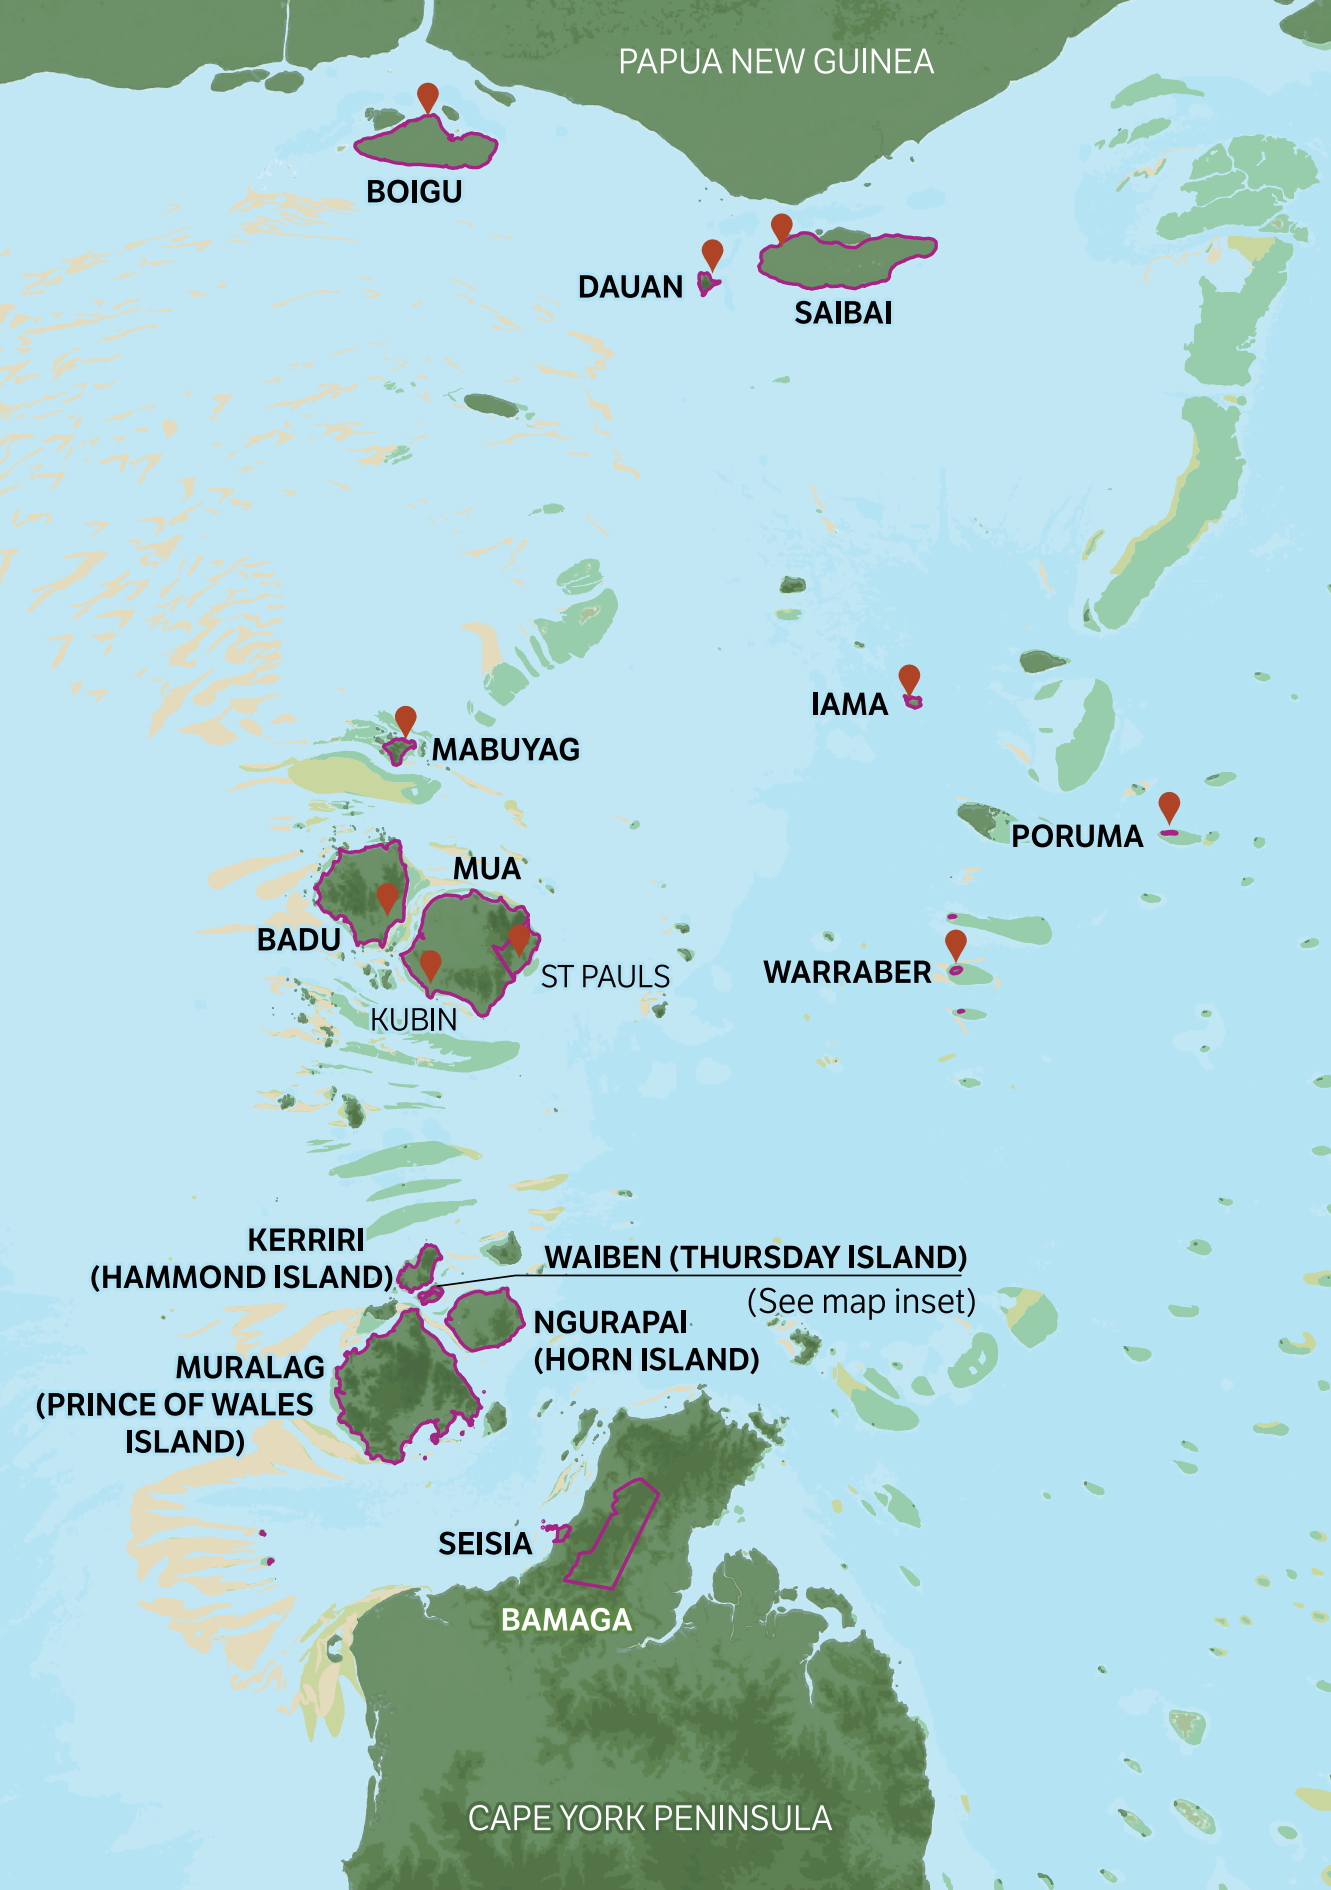 PAPUA NEW GUINEA
BOIGU
DAUAN
SAIBAI
IAMA
MABUYAG
PORUMA
MUA
BADU
WARRABER
ST PAULS
KUBIN
KERRIRI
(HAMMOND ISLAND)
WAIBEN (THURSDAY ISLAND)
(See map inset)
NGURAPAI
(HORN ISLAND)
MURALAG
(PRINCE OF WALES
ISLAND)
SEISIA
BAMAGA
CAPE YORK PENINSULA